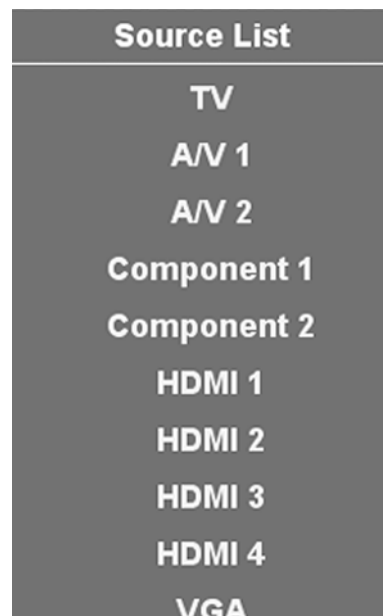 Source List
TV
A/V 1
A/V 2
Component 1
Component 2
HDMI 1
HDMI 2
HDMI 3
HDMI 4
VGA